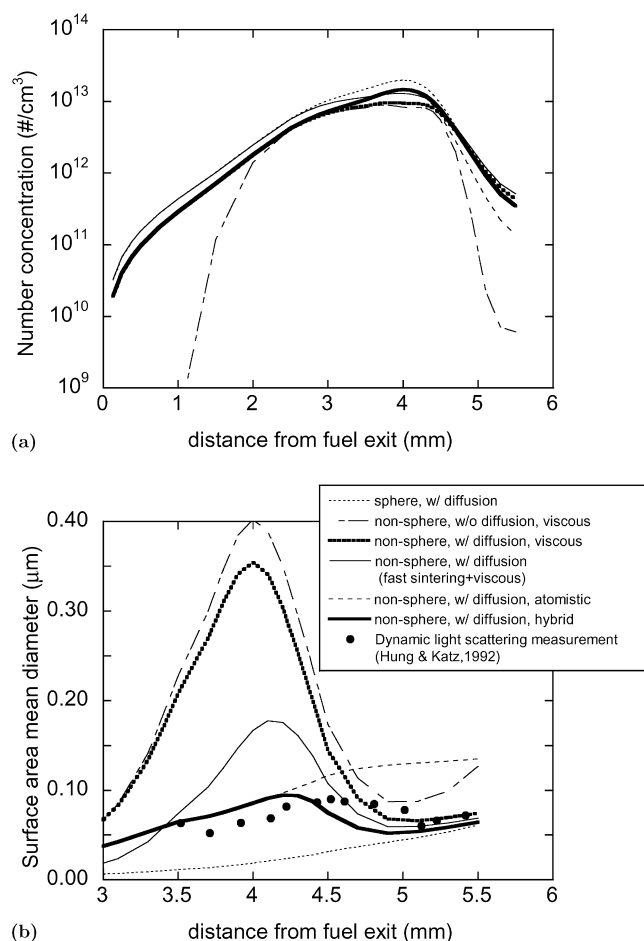 10^14
10^13
10^12
10^11
10^10
10^9
Number concentration (#/cm^3)
0 1 2 3 4 5 6
(a) distance from fuel exit (mm)
sphere, w/ diffusion
non-sphere, w/o diffusion, viscous
non-sphere, w/ diffusion, viscous
non-sphere, w/ diffusion
(fast sintering+viscous)
non-sphere, w/ diffusion, atomistic
non-sphere, w/ diffusion, hybrid
Dynamic light scattering measurement
(Hung & Katz,1992)
0.40
0.30
0.20
0.10
0.00
Surface area mean diameter (μm)
3 3.5 4 4.5 5 5.5 6
(b) distance from fuel exit (mm)